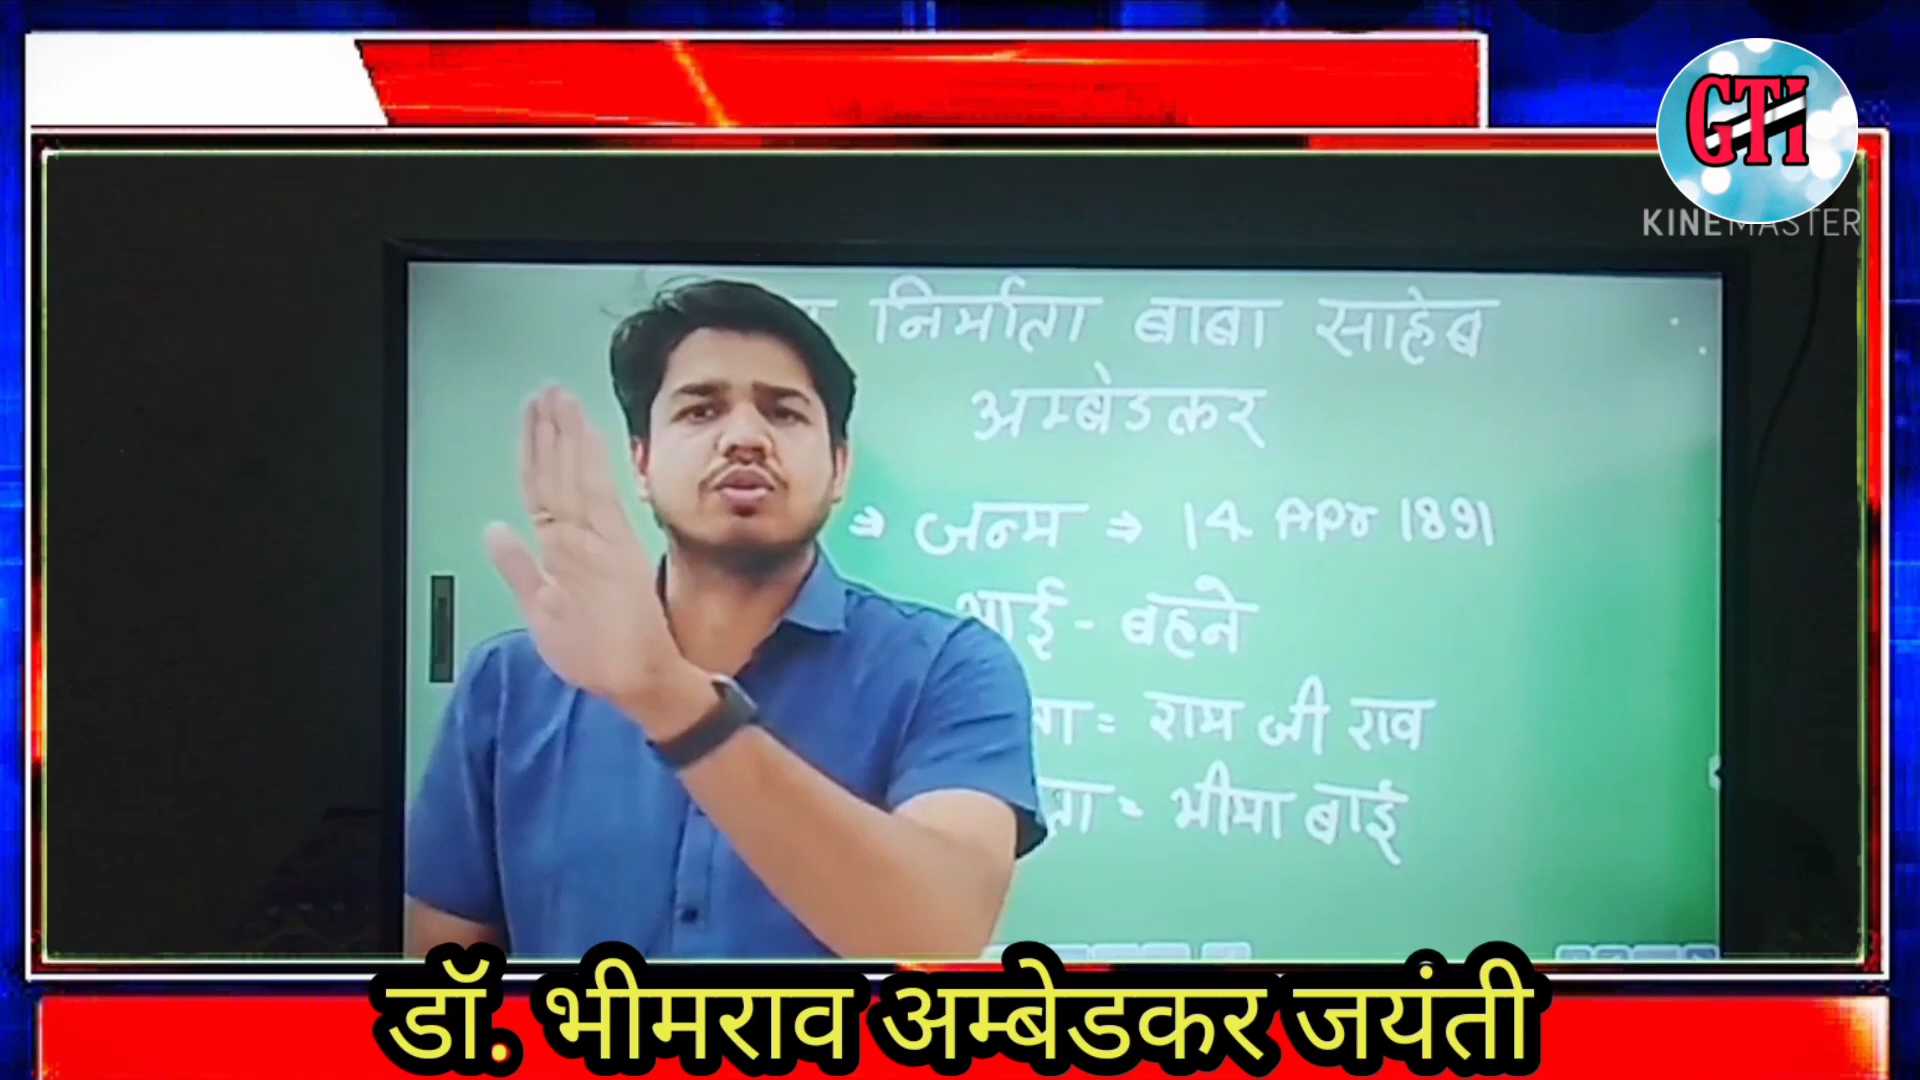 GTI
KINEMASTER
निर्माता बाबा साहेब
अम्बेडकर
⇒ जन्म ⇒ 14 Apr 1891
भाई - बहने
= राम जी राव
= भीमा बाई
डॉ. भीमराव अम्बेडकर जयंती